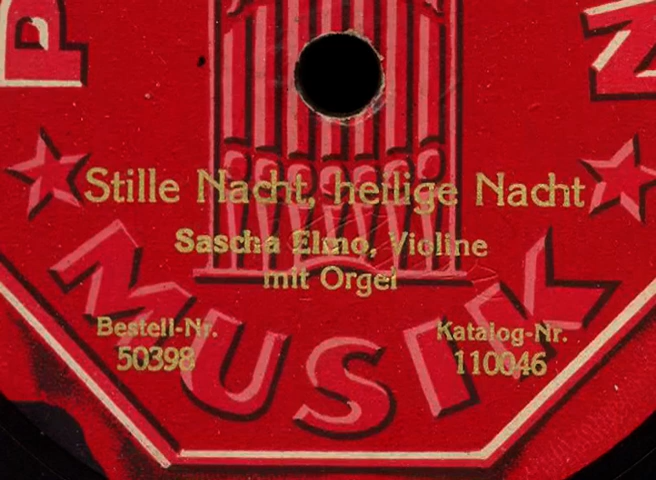 P N
Stille Nacht, heilige Nacht
Sascha Elmo, Violine
mit Orgel
Bestell-Nr. Katalog-Nr.
50398 110046
MUSIK